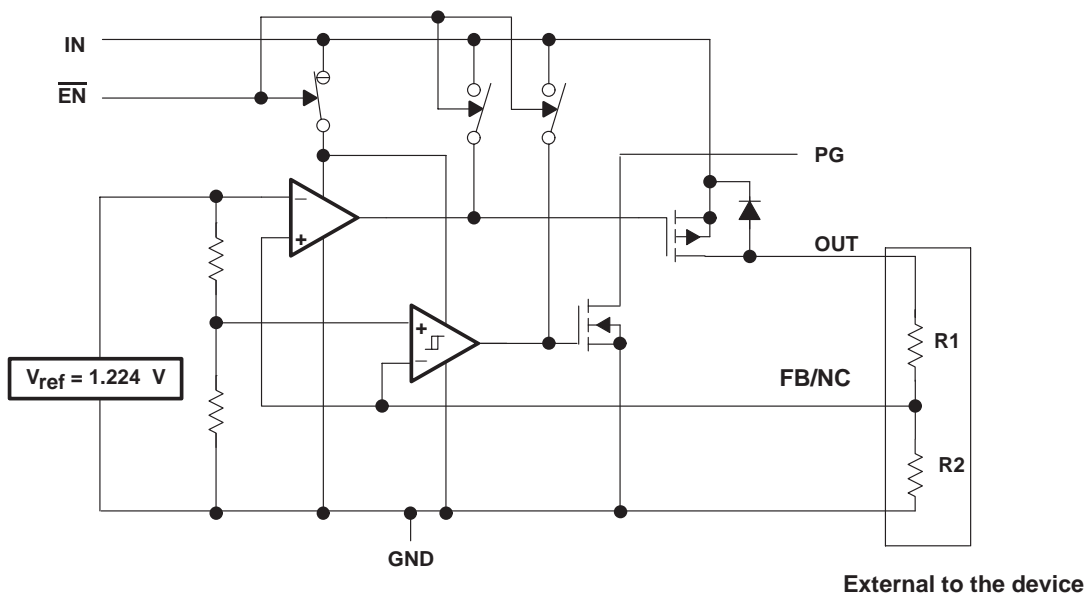 IN
EN
PG
OUT
R1
Vref = 1.224 V
FB/NC
R2
GND
External to the device